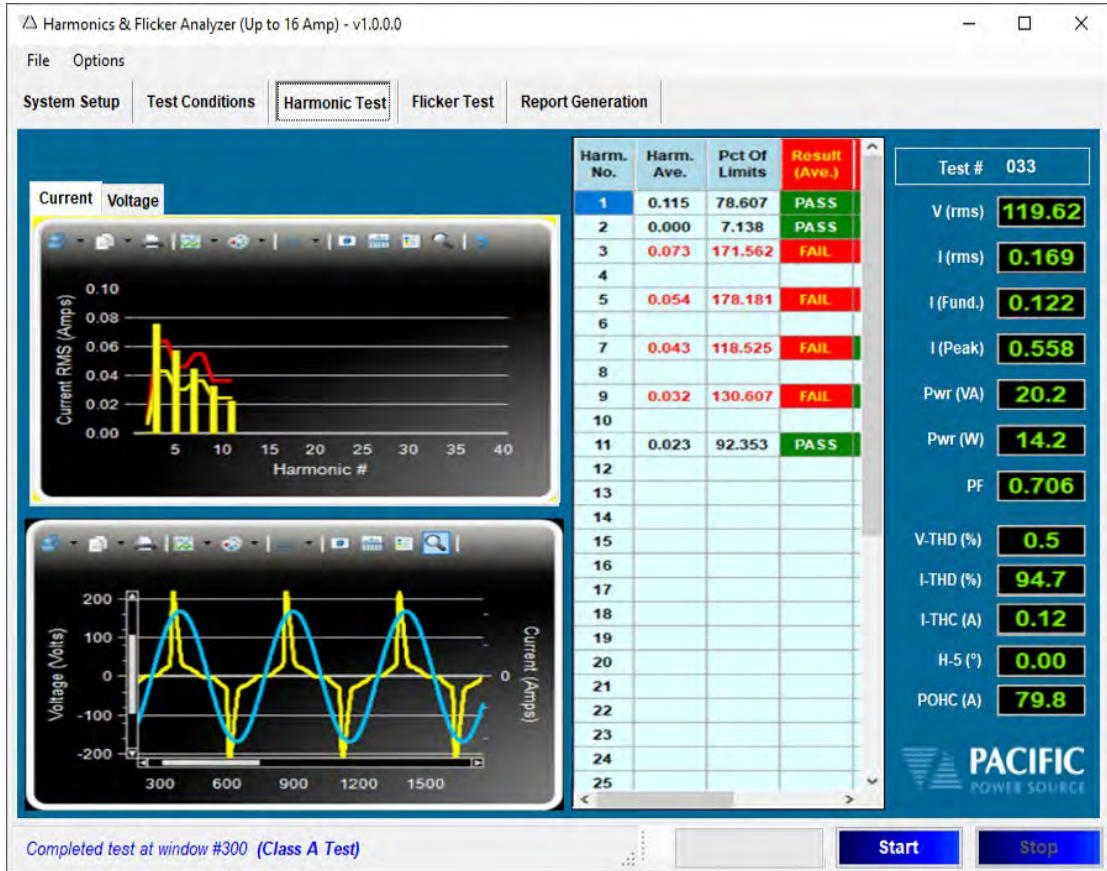 Harmonics & Flicker Analyzer (Up to 16 Amp) - v1.0.0.0
File Options
System Setup Test Conditions Harmonic Test Flicker Test Report Generation
Current Voltage
Current RMS (Amps)
0.10
0.08
0.06
0.04
0.02
0.00
5 10 15 20 25 30 35 40
Harmonic #
Voltage (Volts)
200
100
0
-100
-200
0
Current (Amps)
300 600 900 1200 1500
Harm. No. Harm. Ave. Pct Of Limits Result (Ave.)
1 0.115 78.607 PASS
2 0.000 7.138 PASS
3 0.073 171.562 FAIL
4
5 0.054 178.181 FAIL
6
7 0.043 118.525 FAIL
8
9 0.032 130.607 FAIL
10
11 0.023 92.353 PASS
12
13
14
15
16
17
18
19
20
21
22
23
24
25
Test # 033
V (rms) 119.62
I (rms) 0.169
I (Fund.) 0.122
I (Peak) 0.558
Pwr (VA) 20.2
Pwr (W) 14.2
PF 0.706
V-THD (%) 0.5
I-THD (%) 94.7
I-THC (A) 0.12
H-5 (°) 0.00
POHC (A) 79.8
PACIFIC
POWER SOURCE
Completed test at window #300 (Class A Test)
Start Stop